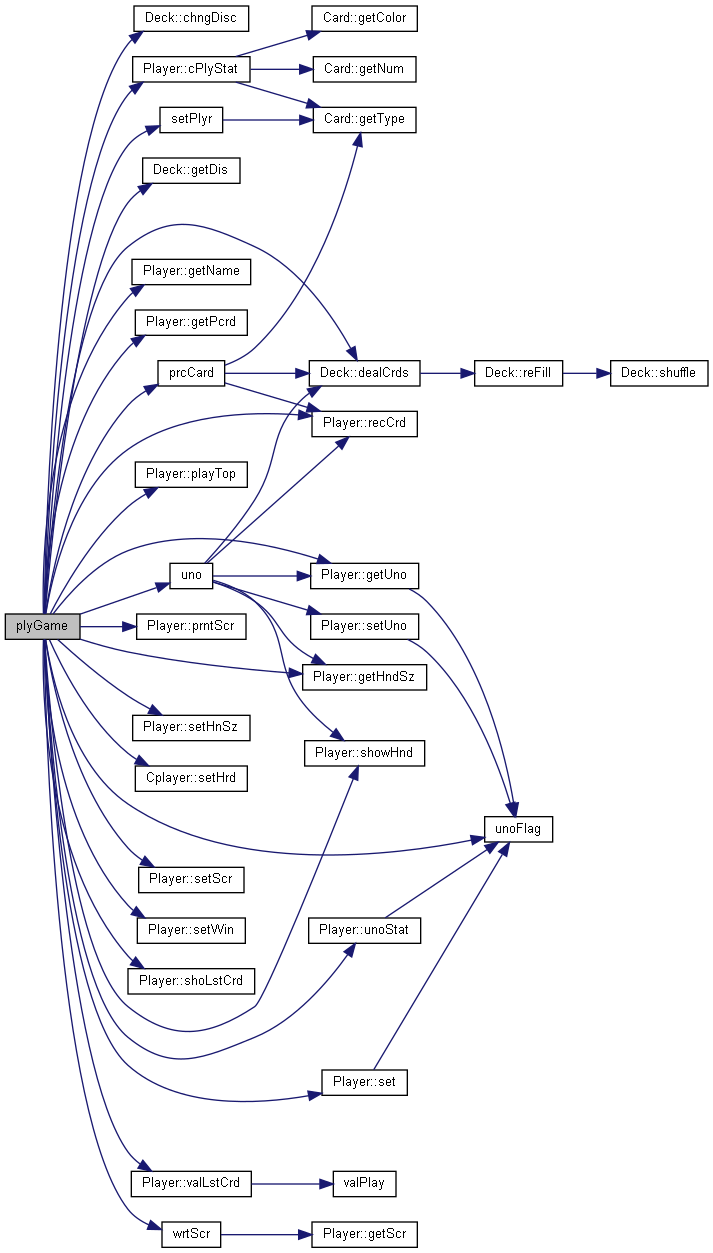 Deck::chngDisc
Card::getColor
Player::cPlyStat
Card::getNum
setPlyr
Card::getType
Deck::getDis
Player::getName
Player::getPcrd
prcCard
Deck::dealCrds
Deck::reFill
Deck::shuffle
Player::recCrd
Player::playTop
uno
Player::getUno
plyGame
Player::prntScr
Player::setUno
Player::getHndSz
Player::setHnSz
Player::showHnd
Cplayer::setHrd
unoFlag
Player::setScr
Player::setWin
Player::unoStat
Player::shoLstCrd
Player::set
Player::valLstCrd
valPlay
wrtScr
Player::getScr